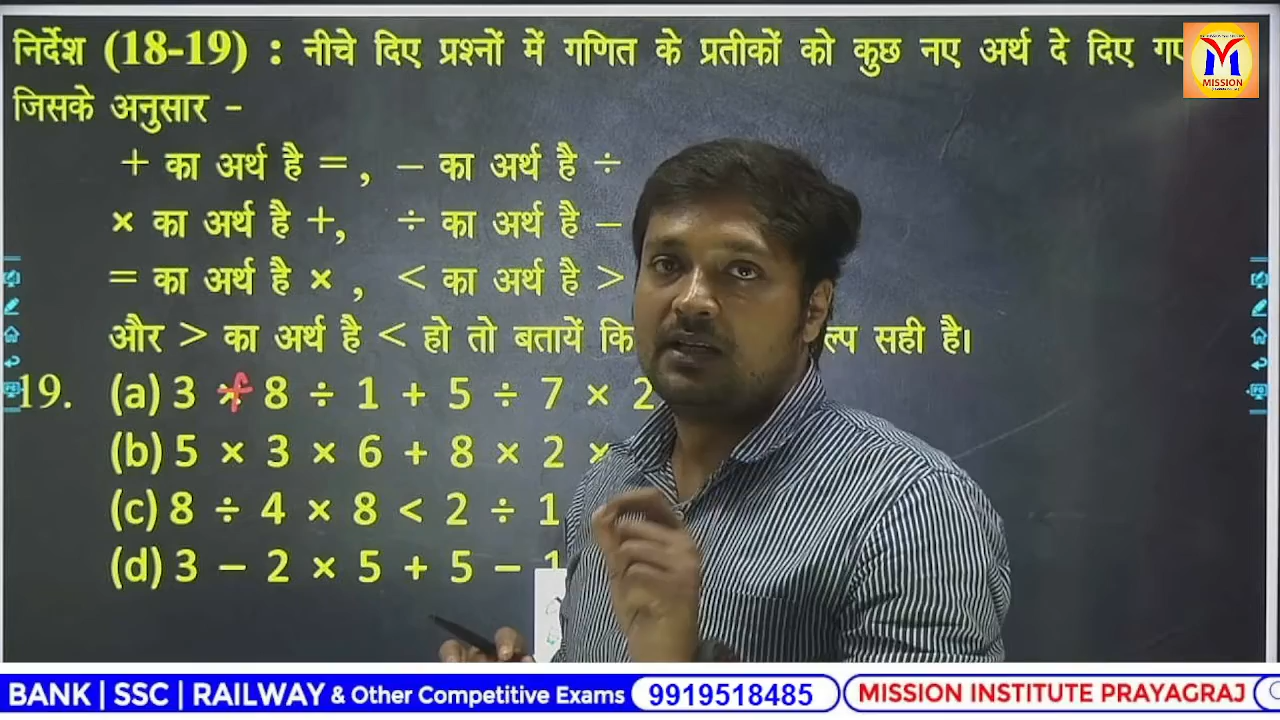 निर्देश (18-19) : नीचे दिए प्रश्नों में गणित के प्रतीकों को कुछ नए अर्थ दे दिए
MISSION
जिसके अनुसार -
+ का अर्थ है = , − का अर्थ है ÷
× का अर्थ है +, ÷ का अर्थ है −
= का अर्थ है × , < का अर्थ है >
और > का अर्थ है < हो तो बतायें सही है।
19. (a) 3 × 8 ÷ 1 + 5 ÷ 7 × 2
(b) 5 × 3 × 6 + 8 × 2 ×
(c) 8 ÷ 4 × 8 < 2 ÷ 1
(d) 3 − 2 × 5 + 5 − 1
BANK | SSC | RAILWAY & Other Competitive Exams 9919518485 MISSION INSTITUTE PRAYAGRAJ